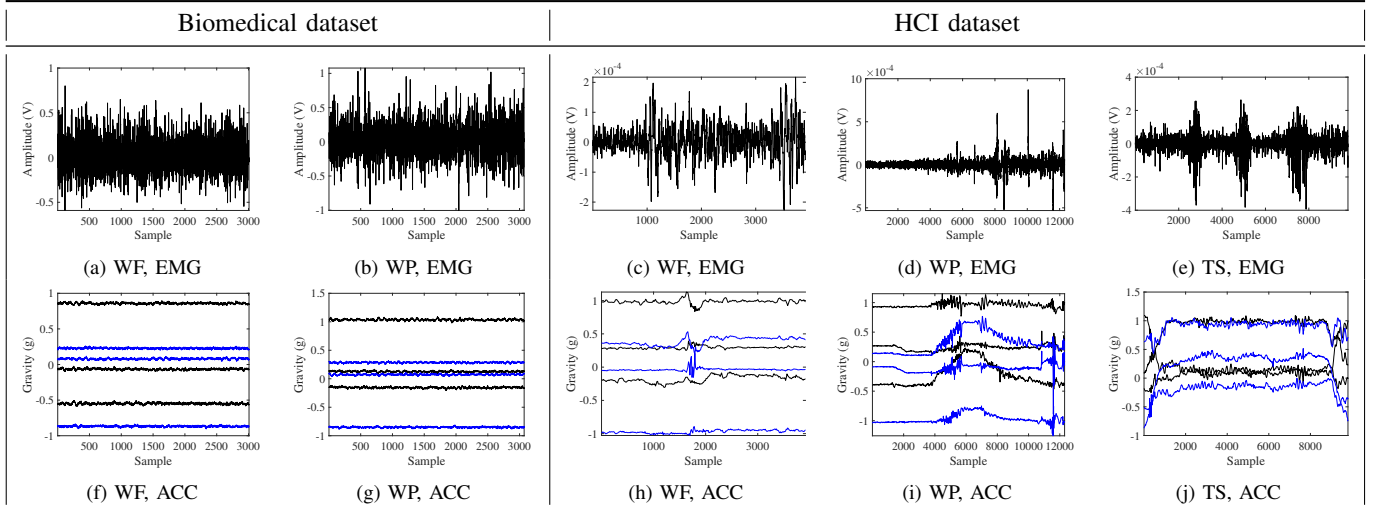 Biomedical dataset
HCI dataset
1
0.5
0
-0.5
Amplitude (V)
500 1000 1500 2000 2500 3000
Sample
(a) WF, EMG
1
0.5
0
-0.5
-1
Amplitude (V)
500 1000 1500 2000 2500 3000
Sample
(b) WP, EMG
×10⁻⁴
2
1
0
-1
-2
Amplitude (V)
1000 2000 3000
Sample
(c) WF, EMG
×10⁻⁴
10
5
0
-5
Amplitude (V)
2000 4000 6000 8000 10000 12000
Sample
(d) WP, EMG
×10⁻⁴
4
2
0
-2
-4
Amplitude (V)
2000 4000 6000 8000
Sample
(e) TS, EMG
1
0.5
0
-0.5
-1
Gravity (g)
500 1000 1500 2000 2500 3000
Sample
(f) WF, ACC
1.5
1
0.5
0
-0.5
-1
Gravity (g)
500 1000 1500 2000 2500 3000
Sample
(g) WP, ACC
1
0.5
0
-0.5
-1
Gravity (g)
1000 2000 3000
Sample
(h) WF, ACC
1
0.5
0
-0.5
-1
Gravity (g)
2000 4000 6000 8000 10000 12000
Sample
(i) WP, ACC
1.5
1
0.5
0
-0.5
-1
Gravity (g)
2000 4000 6000 8000
Sample
(j) TS, ACC